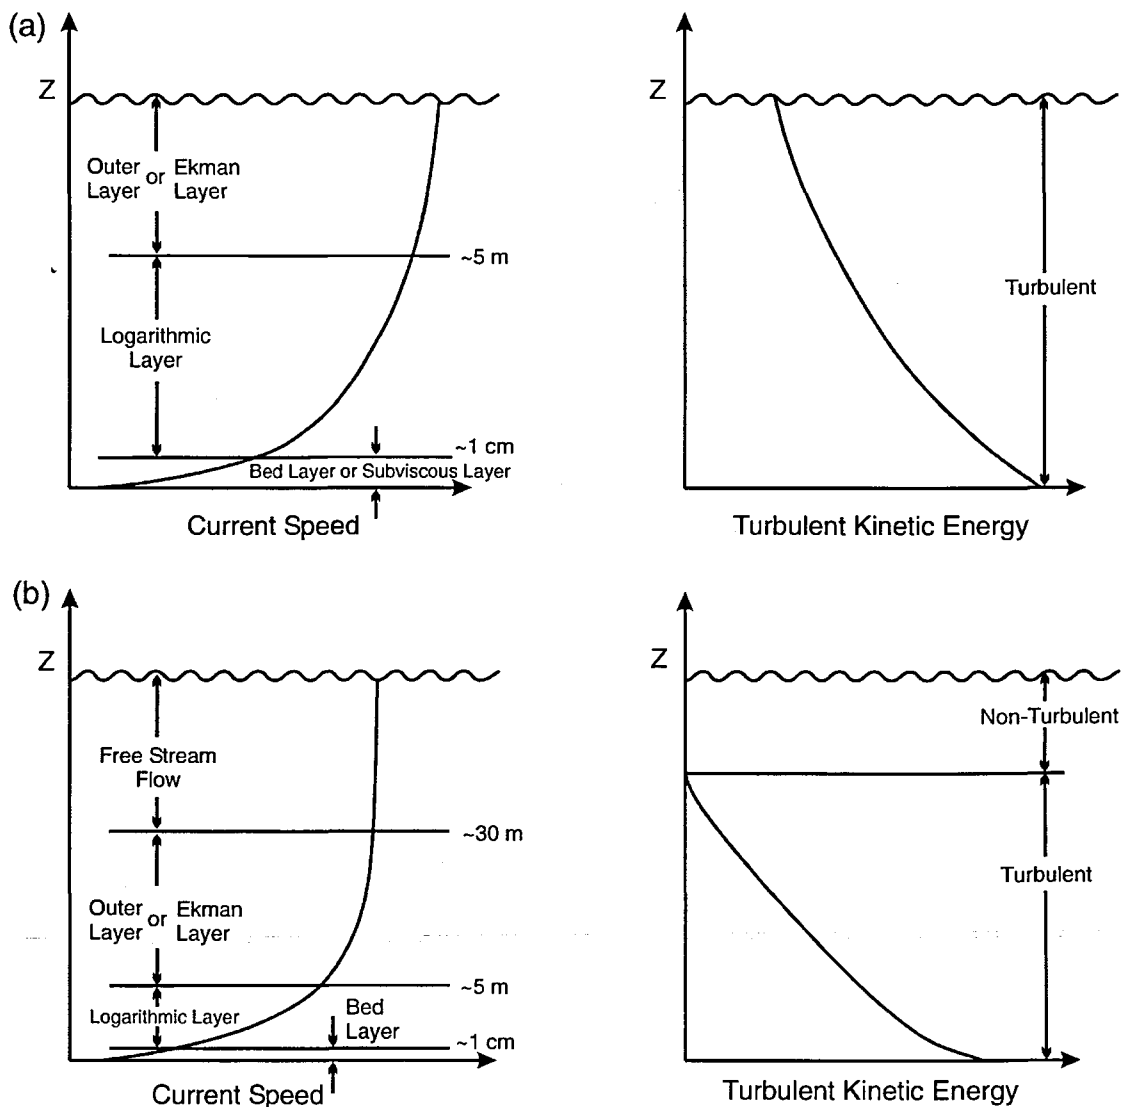 (a)
Z
Outer or Ekman
Layer Layer
~5 m
Logarithmic
Layer
~1 cm
Bed Layer or Subviscous Layer
Current Speed
Z
Turbulent
Turbulent Kinetic Energy
(b)
Z
Free Stream
Flow
~30 m
Outer or Ekman
Layer Layer
~5 m
Logarithmic Layer
Bed
Layer
~1 cm
Current Speed
Z
Non-Turbulent
Turbulent
Turbulent Kinetic Energy